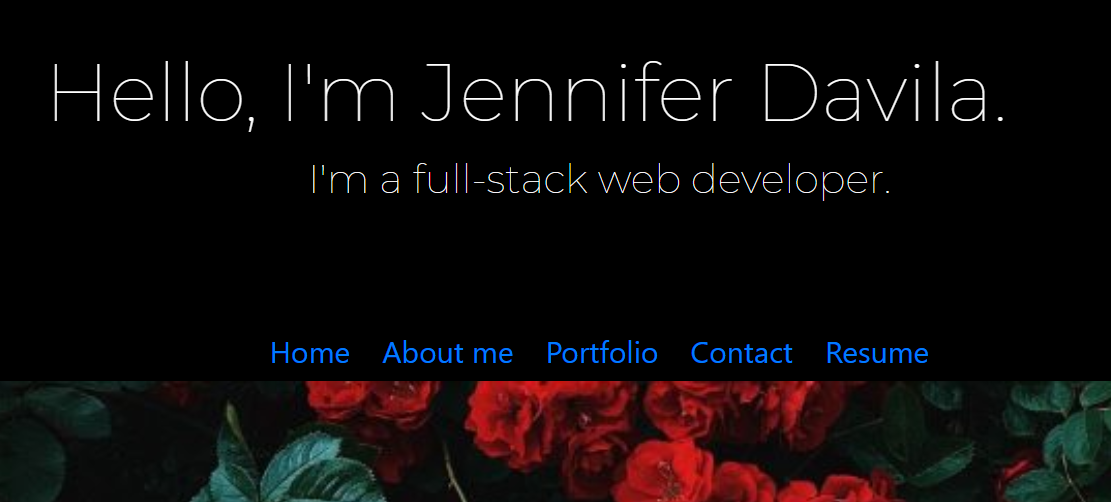 Hello, I'm Jennifer Davila.
I'm a full-stack web developer.
Home About me Portfolio Contact Resume